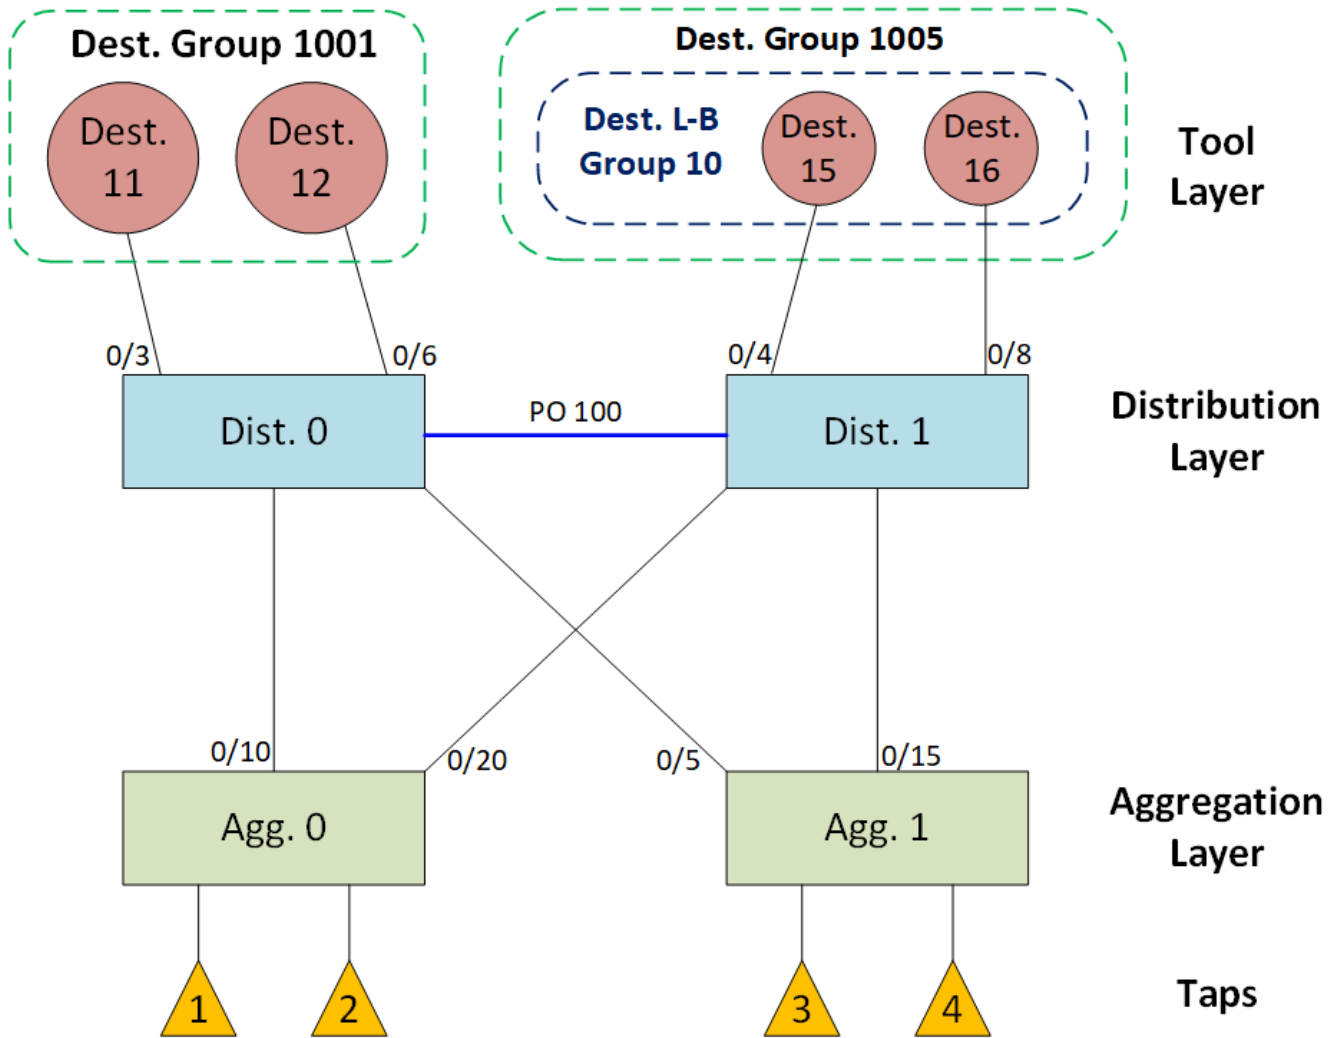 Dest. Group 1001
Dest.
11
Dest.
12
Dest. Group 1005
Dest. L-B
Group 10
Dest.
15
Dest.
16
Tool
Layer
0/3
0/6
0/4
0/8
Dist. 0
PO 100
Dist. 1
Distribution
Layer
0/10
0/20
0/5
0/15
Agg. 0
Agg. 1
Aggregation
Layer
1
2
3
4
Taps